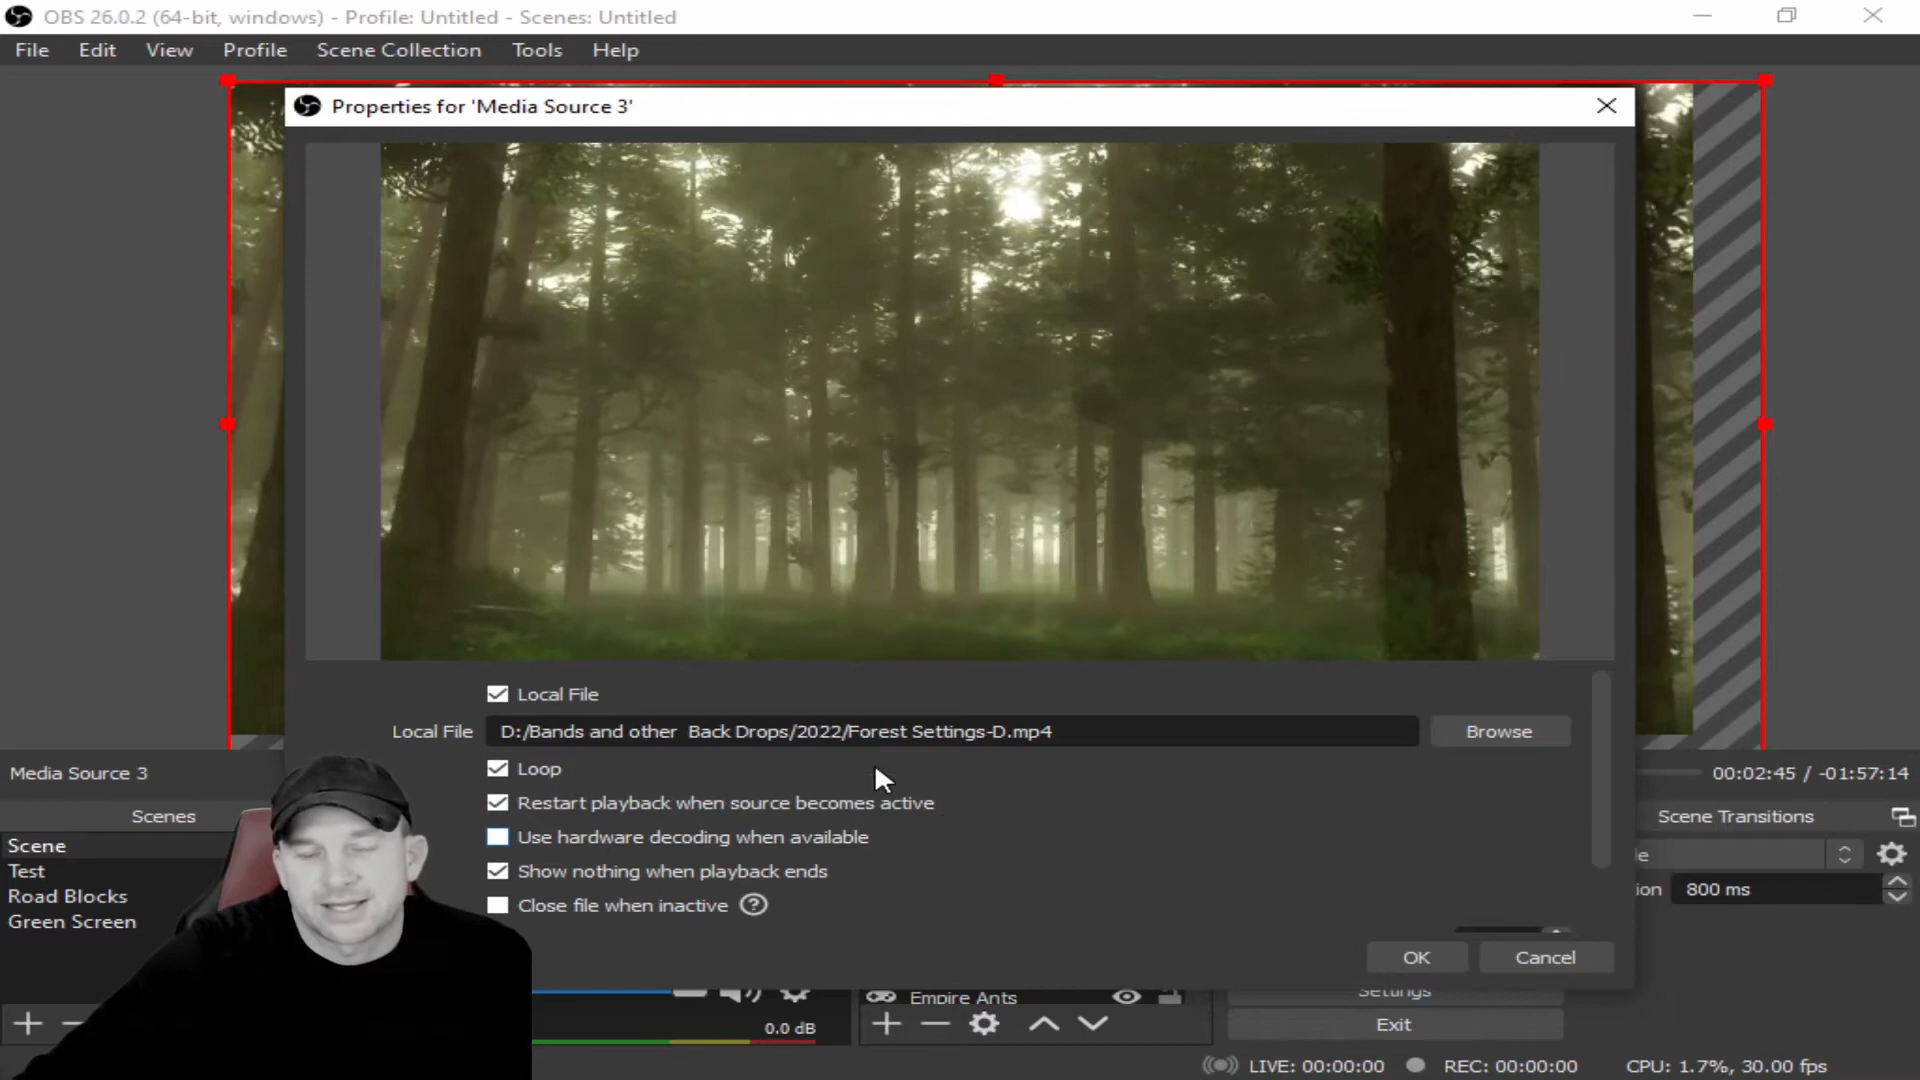 OBS 26.0.2 (64-bit, windows) - Profile: Untitled - Scenes: Untitled
File Edit View Profile Scene Collection Tools Help
Properties for 'Media Source 3'
Local File
Local File D:/Bands and other  Back Drops/2022/Forest Settings-D.mp4 Browse
Loop
Restart playback when source becomes active
Use hardware decoding when available
Show nothing when playback ends
Close file when inactive ?
OK Cancel
Media Source 3 00:02:45 / -01:57:14
Scenes Scene Transitions
Scene
Test
Road Blocks
Green Screen
800 ms
Empire Ants
Settings
0.0 dB
Exit
LIVE: 00:00:00 REC: 00:00:00 CPU: 1.7%, 30.00 fps